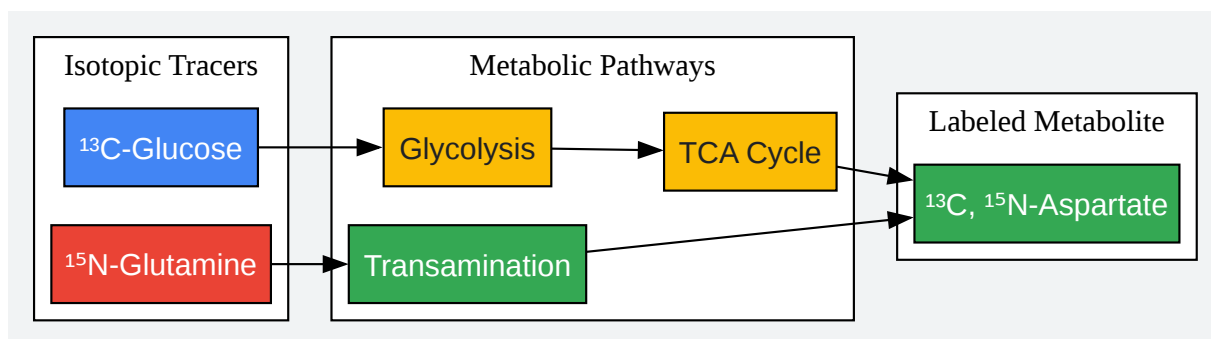 Isotopic Tracers
¹³C-Glucose
¹⁵N-Glutamine
Metabolic Pathways
Glycolysis
TCA Cycle
Transamination
Labeled Metabolite
¹³C, ¹⁵N-Aspartate